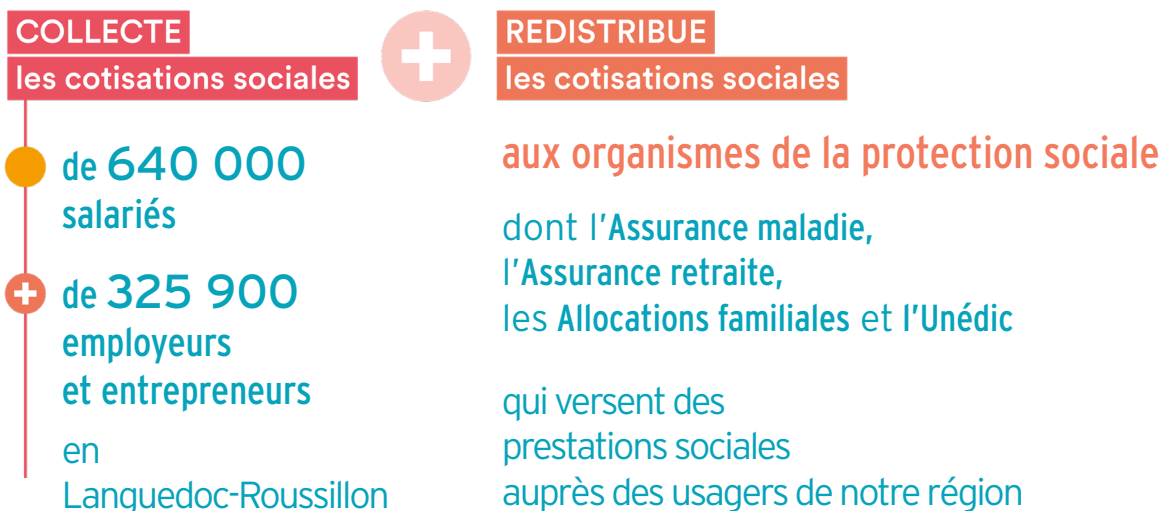 COLLECTE
les cotisations sociales
de 640 000
salariés
de 325 900
employeurs
et entrepreneurs
en
Languedoc-Roussillon
REDISTRIBUE
les cotisations sociales
aux organismes de la protection sociale
dont l'Assurance maladie,
l'Assurance retraite,
les Allocations familiales et l'Unédic
qui versent des
prestations sociales
auprès des usagers de notre région